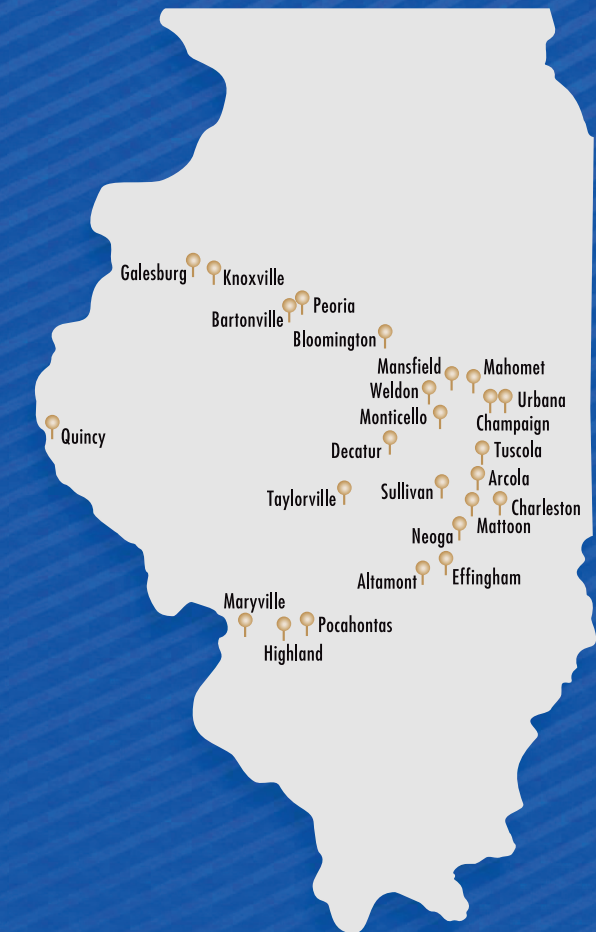 Galesburg
Knoxville
Peoria
Bartonville
Bloomington
Mansfield
Mahomet
Weldon
Urbana
Monticello
Champaign
Quincy
Decatur
Tuscola
Arcola
Sullivan
Taylorville
Charleston
Mattoon
Neoga
Effingham
Altamont
Maryville
Pocahontas
Highland